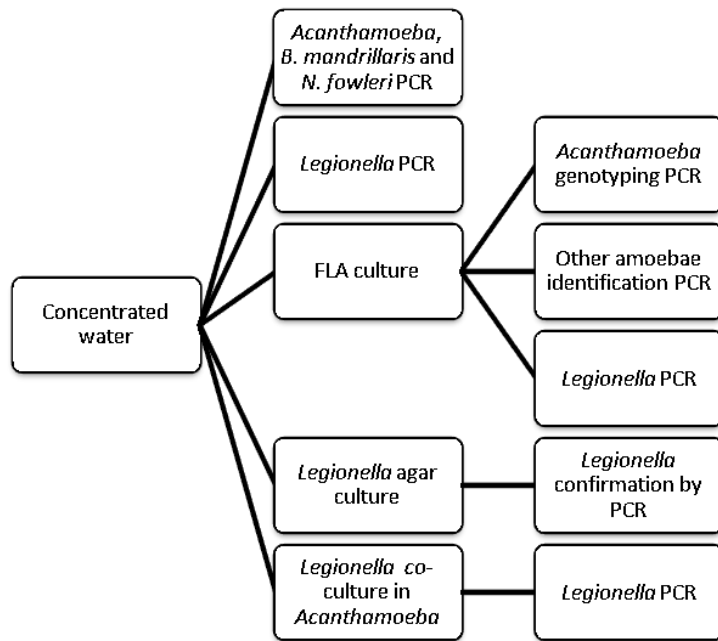 Acanthamoeba,
B. mandrillaris and
N. fowleri PCR
Legionella PCR
FLA culture
Concentrated
water
Legionella agar
culture
Legionella co-
culture in
Acanthamoeba
Acanthamoeba
genotyping PCR
Other amoebae
identification PCR
Legionella PCR
Legionella
confirmation by
PCR
Legionella PCR